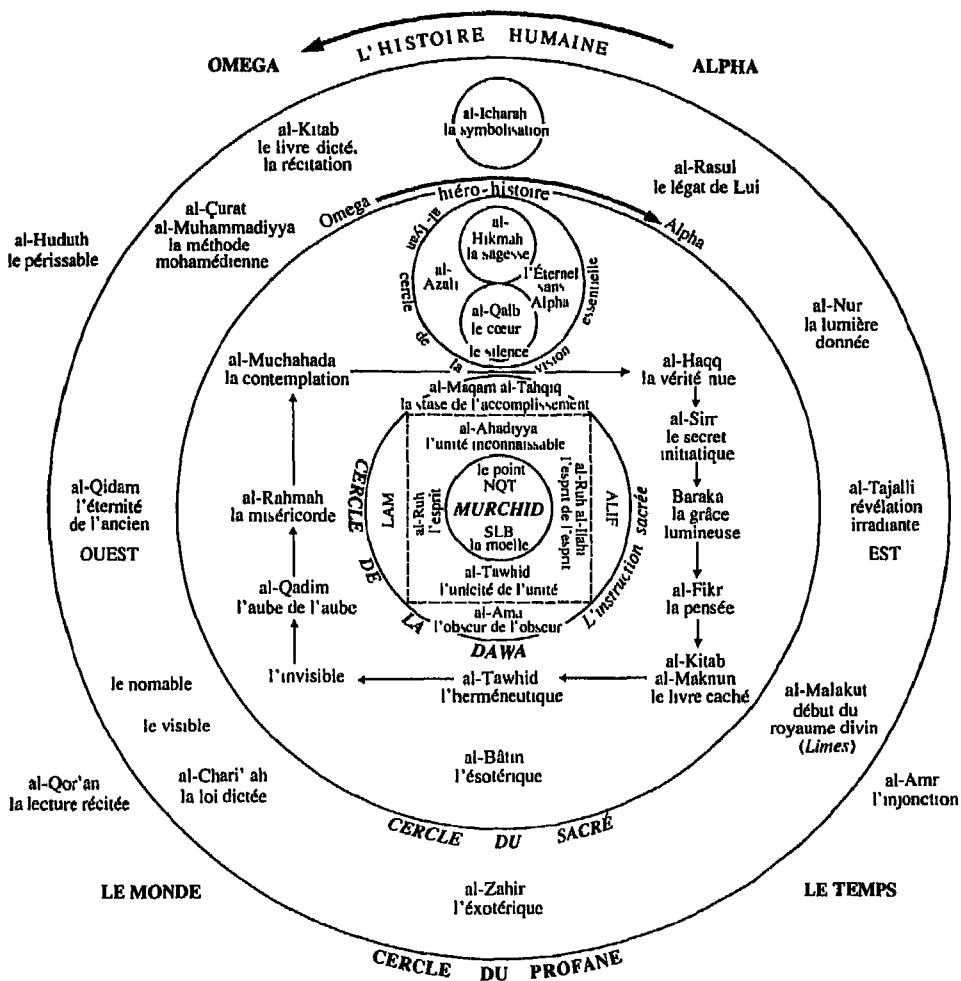 L'HISTOIRE HUMAINE
OMEGA
ALPHA
al-Icharah
la symbolisation
al-Kitab
le livre dicté,
la récitation
al-Rasul
le légat de Lui
Omega
hiéro-histoire
Alpha
al-Çurat
al-Muhammadiyya
la méthode
mohamédienne
al-Huduth
le périssable
al-Iyan
cercle de la vision essentielle
al-
Hikmah
la sagesse
al-
Azali
l'Éternel
sans
Alpha
al-Qalb
le cœur
le silence
al-Nur
la lumière
donnée
al-Muchahada
la contemplation
al-Haqq
la vérité nue
al-Maqam al-Tahqiq
la stase de l'accomplissement
al-Sirr
le secret
initiatique
al-Ahadiyya
l'unité inconnaissable
CERCLE DE LA DAWA
L'instruction sacrée
LAM
al-Ruh
l'esprit
le point
NQT
MURCHID
SLB
la moelle
al-Ruh al-Ilahi
l'esprit de l'esprit
ALIF
al-Qidam
l'éternité
de l'ancien
OUEST
al-Rahmah
la miséricorde
Baraka
la grâce
lumineuse
al-Tajalli
révélation
irradiante
EST
al-Tawhid
l'unicité de l'unité
al-Qadim
l'aube de l'aube
al-Ama
l'obscur de l'obscur
al-Fikr
la pensée
l'invisible
al-Tawhid
l'herméneutique
al-Kitab
al-Maknun
le livre caché
le nomable
le visible
al-Malakut
début du
royaume divin
(Limes)
al-Qor'an
la lecture récitée
al-Chari' ah
la loi dictée
al-Bâtin
l'ésotérique
al-Amr
l'injonction
CERCLE DU SACRÉ
LE MONDE
al-Zahir
l'éxotérique
LE TEMPS
CERCLE DU PROFANE